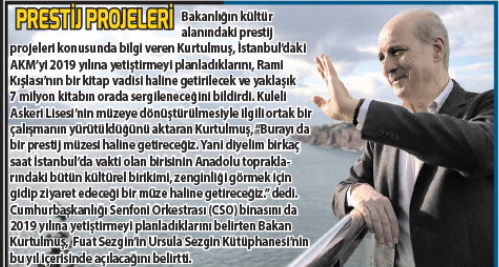 PRESTİJ PROJELERİ Bakanlığın kültür
alanındaki prestij
projeleri konusunda bilgi veren Kurtulmuş, İstanbul’daki
AKM’yi 2019 yılına yetiştirmeyi planladıklarını, Rami
Kışlası’nın bir kitap vadisi haline getirilecek ve yaklaşık
7 milyon kitabın orada sergileneceğini bildirdi. Kuleli
Askeri Lisesi’nin müzeye dönüştürülmesiyle ilgili ortak bir
çalışmanın yürütüldüğünü aktaran Kurtulmuş, “Burayı da
bir prestij müzesi haline getireceğiz. Yani diyelim birkaç
saat İstanbul’da vakti olan birisinin Anadolu toprakla-
rındaki bütün kültürel birikimi, zenginliği görmek için
gidip ziyaret edeceği bir müze haline getireceğiz.” dedi.
Cumhurbaşkanlığı Senfoni Orkestrası (CSO) binasını da
2019 yılına yetiştirmeyi planladıklarını belirten Bakan
Kurtulmuş, Fuat Sezgin’in Ursula Sezgin Kütüphanesi’nin
bu yıl içerisinde açılacağını belirtti.